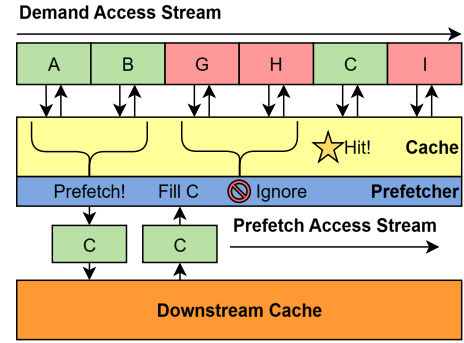 Demand Access Stream
A B G H C I
Hit! Cache
Prefetch! Fill C Ignore Prefetcher
C C Prefetch Access Stream
Downstream Cache